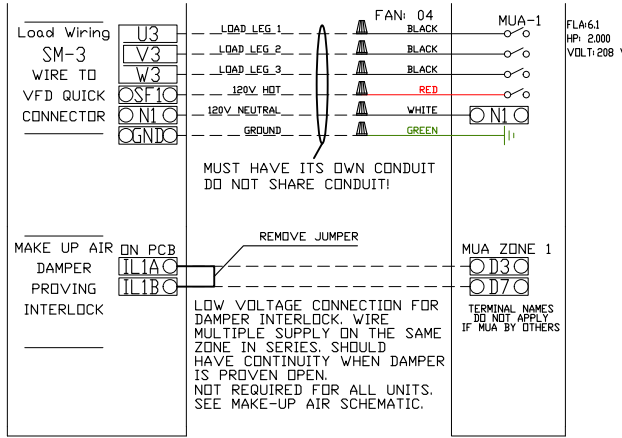 FAN: 04
MUA-1
FLA:6.1
HP: 2.000
VOLT: 208
Load Wiring
SM-3
WIRE TO
VFD QUICK
CONNECTOR
U3
V3
W3
SF1
N1
GND
LOAD LEG 1
BLACK
LOAD LEG 2
BLACK
LOAD LEG 3
BLACK
120V HOT
RED
120V NEUTRAL
WHITE
N1
GROUND
GREEN
MUST HAVE ITS OWN CONDUIT
DO NOT SHARE CONDUIT!
MAKE UP AIR
DAMPER
PROVING
INTERLOCK
ON PCB
IL1A
IL1B
REMOVE JUMPER
MUA ZONE 1
D3
D7
TERMINAL NAMES
DO NOT APPLY
IF MUA BY OTHERS
LOW VOLTAGE CONNECTION FOR
DAMPER INTERLOCK. WIRE
MULTIPLE SUPPLY ON THE SAME
ZONE IN SERIES. SHOULD
HAVE CONTINUITY WHEN DAMPER
IS PROVEN OPEN.
NOT REQUIRED FOR ALL UNITS.
SEE MAKE-UP AIR SCHEMATIC.